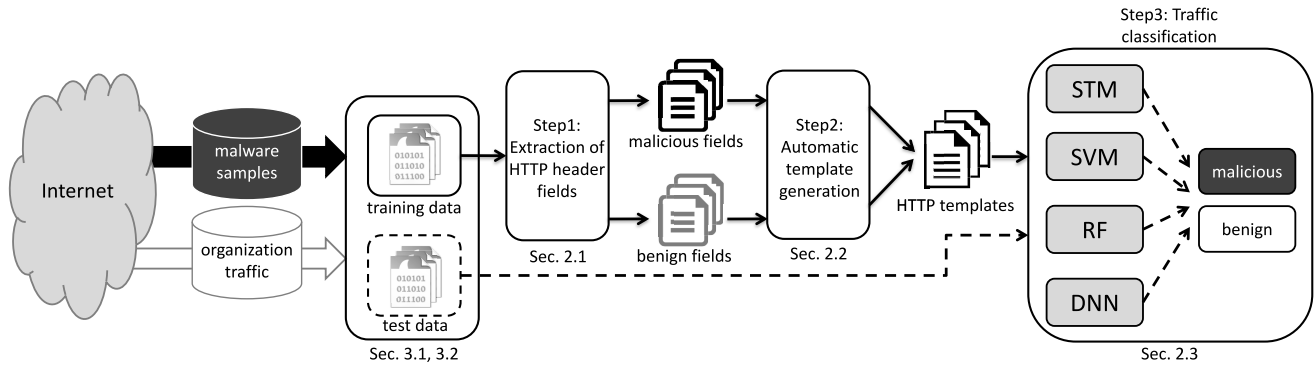 Step3: Traffic
classification
Internet
malware
samples
organization
traffic
010101
011010
011100
training data
010101
011010
011100
test data
Sec. 3.1, 3.2
Step1:
Extraction of
HTTP header
fields
Sec. 2.1
malicious fields
benign fields
Step2:
Automatic
template
generation
Sec. 2.2
HTTP templates
STM
SVM
RF
DNN
malicious
benign
Sec. 2.3